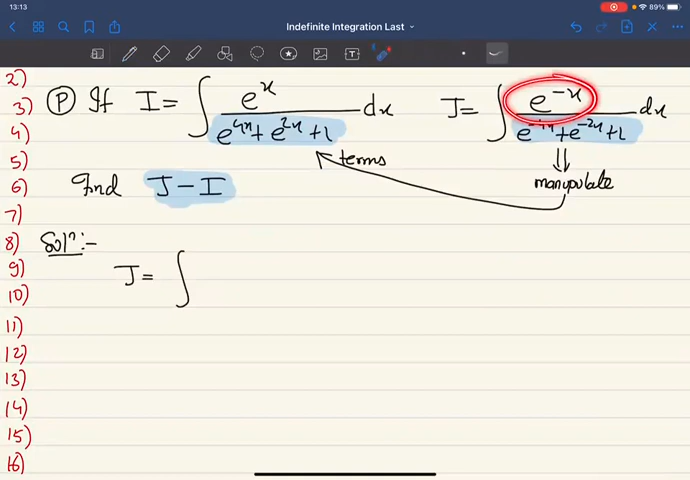 13:13
89%
Indefinite Integration Last
2)
3) (P) If I = ∫ e^x / (e^{4x} + e^{2x} + 1) dx J = ∫ e^{-x} / (e^{-4x} + e^{-2x} + 1) dx
4)
5) terms ⇓
6) find J − I manipulate
7)
8) Solⁿ :-
9) J = ∫
10)
11)
12)
13)
14)
15)
16)